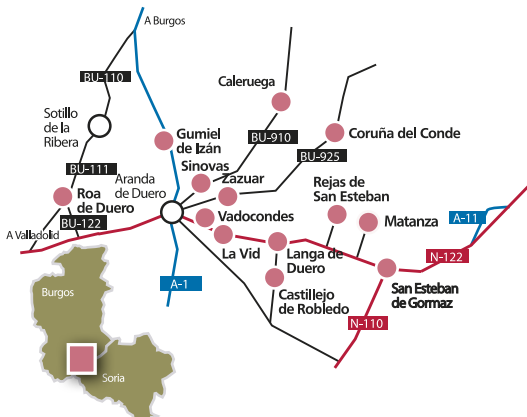 A Burgos
BU-110
Caleruega
Sotillo
de la
Ribera
Gumiel
de Izán
BU-910
Coruña del Conde
BU-925
Sinovas
BU-111
Aranda
de Duero
Zazuar
Rejas de
San Esteban
Roa
de Duero
Vadocondes
Matanza
A-11
BU-122
A Valladolid
La Vid
Langa de
Duero
N-122
A-1
Castillejo
de Robledo
San Esteban
de Gormaz
Burgos
N-110
Soria